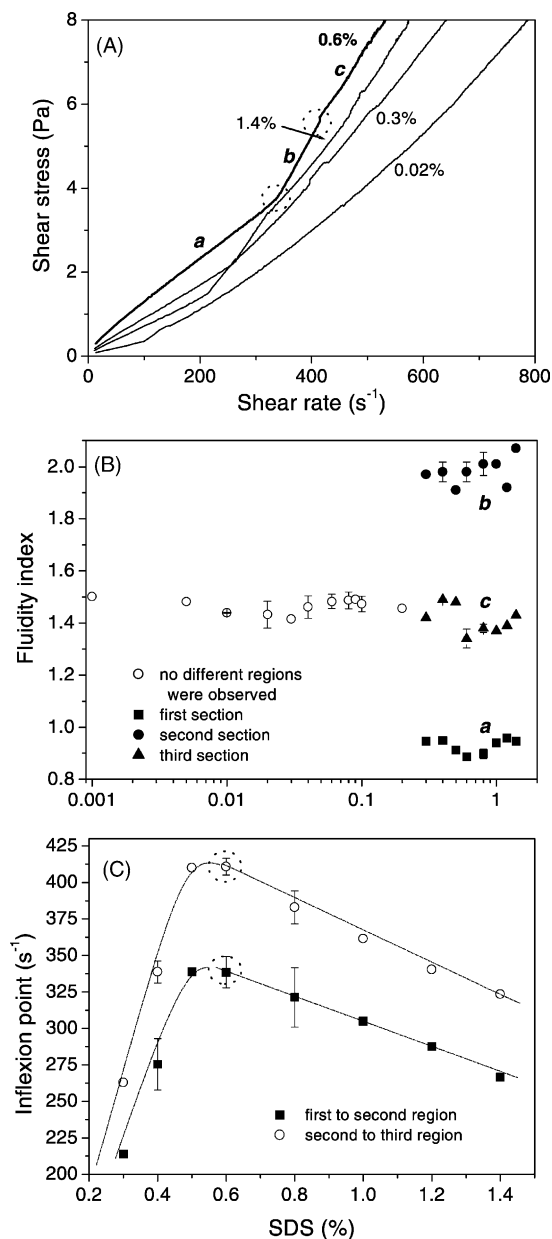 (A)
8
6
4
2
0
Shear stress (Pa)
0.6%
c
1.4%
b
0.3%
0.02%
a
0 200 400 600 800
Shear rate (s⁻¹)
(B)
2.0
1.8
1.6
1.4
1.2
1.0
0.8
Fluidity index
b
c
no different regions
were observed
first section
second section
third section
a
0.001 0.01 0.1 1
(C)
425
400
375
350
325
300
275
250
225
200
Inflexion point (s⁻¹)
first to second region
second to third region
0.2 0.4 0.6 0.8 1.0 1.2 1.4
SDS (%)